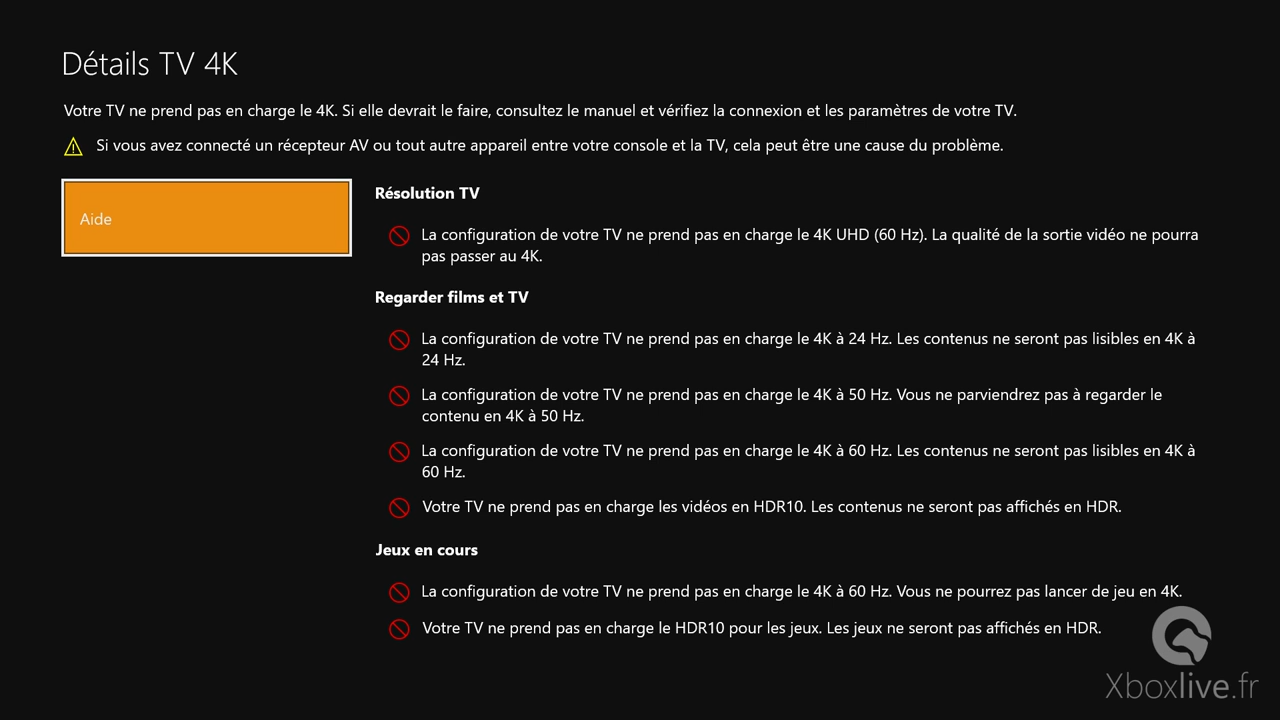 Détails TV 4K
Votre TV ne prend pas en charge le 4K. Si elle devrait le faire, consultez le manuel et vérifiez la connexion et les paramètres de votre TV.
Si vous avez connecté un récepteur AV ou tout autre appareil entre votre console et la TV, cela peut être une cause du problème.
Aide
Résolution TV
La configuration de votre TV ne prend pas en charge le 4K UHD (60 Hz). La qualité de la sortie vidéo ne pourra
pas passer au 4K.
Regarder films et TV
La configuration de votre TV ne prend pas en charge le 4K à 24 Hz. Les contenus ne seront pas lisibles en 4K à
24 Hz.
La configuration de votre TV ne prend pas en charge le 4K à 50 Hz. Vous ne parviendrez pas à regarder le
contenu en 4K à 50 Hz.
La configuration de votre TV ne prend pas en charge le 4K à 60 Hz. Les contenus ne seront pas lisibles en 4K à
60 Hz.
Votre TV ne prend pas en charge les vidéos en HDR10. Les contenus ne seront pas affichés en HDR.
Jeux en cours
La configuration de votre TV ne prend pas en charge le 4K à 60 Hz. Vous ne pourrez pas lancer de jeu en 4K.
Votre TV ne prend pas en charge le HDR10 pour les jeux. Les jeux ne seront pas affichés en HDR.
Xboxlive.fr